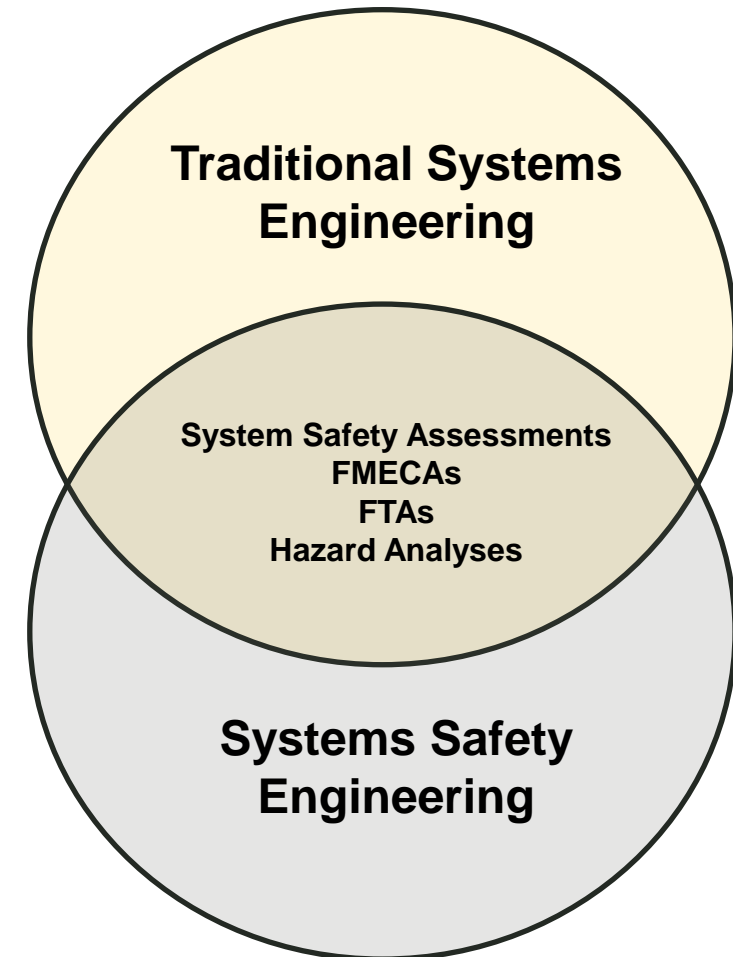 Traditional Systems
Engineering
System Safety Assessments
FMECAs
FTAs
Hazard Analyses
Systems Safety
Engineering